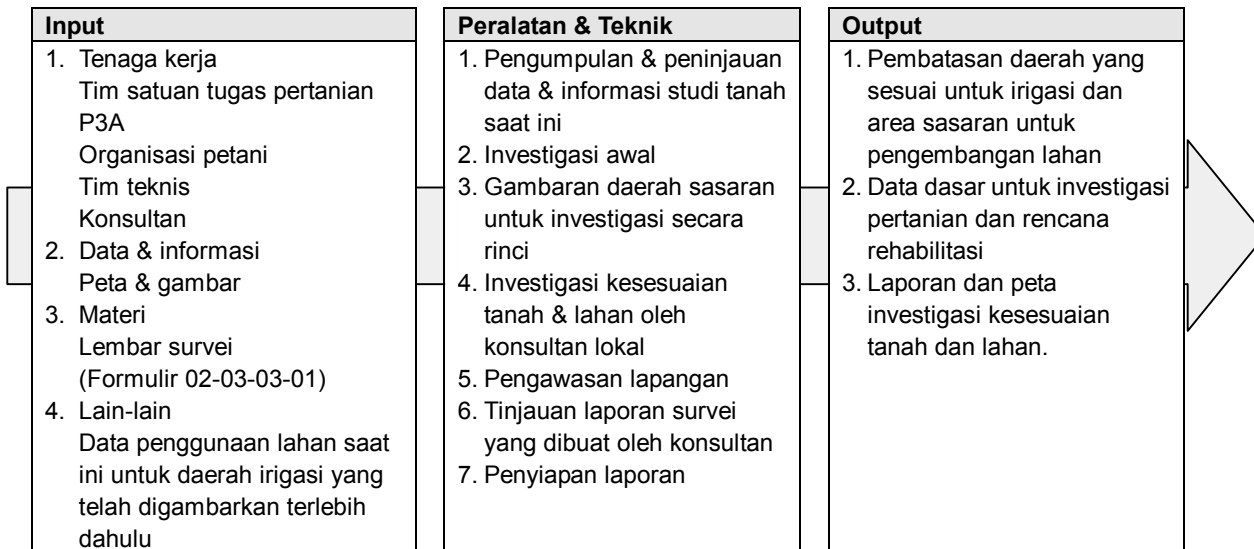 Input
1. Tenaga kerja
Tim satuan tugas pertanian
P3A
Organisasi petani
Tim teknis
Konsultan
2. Data & informasi
Peta & gambar
3. Materi
Lembar survei
(Formulir 02-03-03-01)
4. Lain-lain
Data penggunaan lahan saat
ini untuk daerah irigasi yang
telah digambarkan terlebih
dahulu
Peralatan & Teknik
1. Pengumpulan & peninjauan
data & informasi studi tanah
saat ini
2. Investigasi awal
3. Gambaran daerah sasaran
untuk investigasi secara
rinci
4. Investigasi kesesuaian
tanah & lahan oleh
konsultan lokal
5. Pengawasan lapangan
6. Tinjauan laporan survei
yang dibuat oleh konsultan
7. Penyiapan laporan
Output
1. Pembatasan daerah yang
sesuai untuk irigasi dan
area sasaran untuk
pengembangan lahan
2. Data dasar untuk investigasi
pertanian dan rencana
rehabilitasi
3. Laporan dan peta
investigasi kesesuaian
tanah dan lahan.